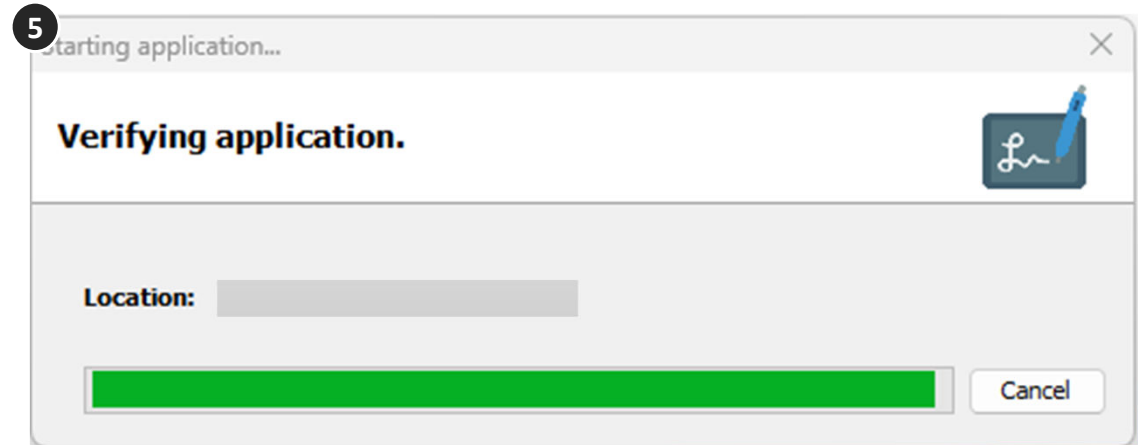 5
Starting application...
Verifying application.
Location:
Cancel